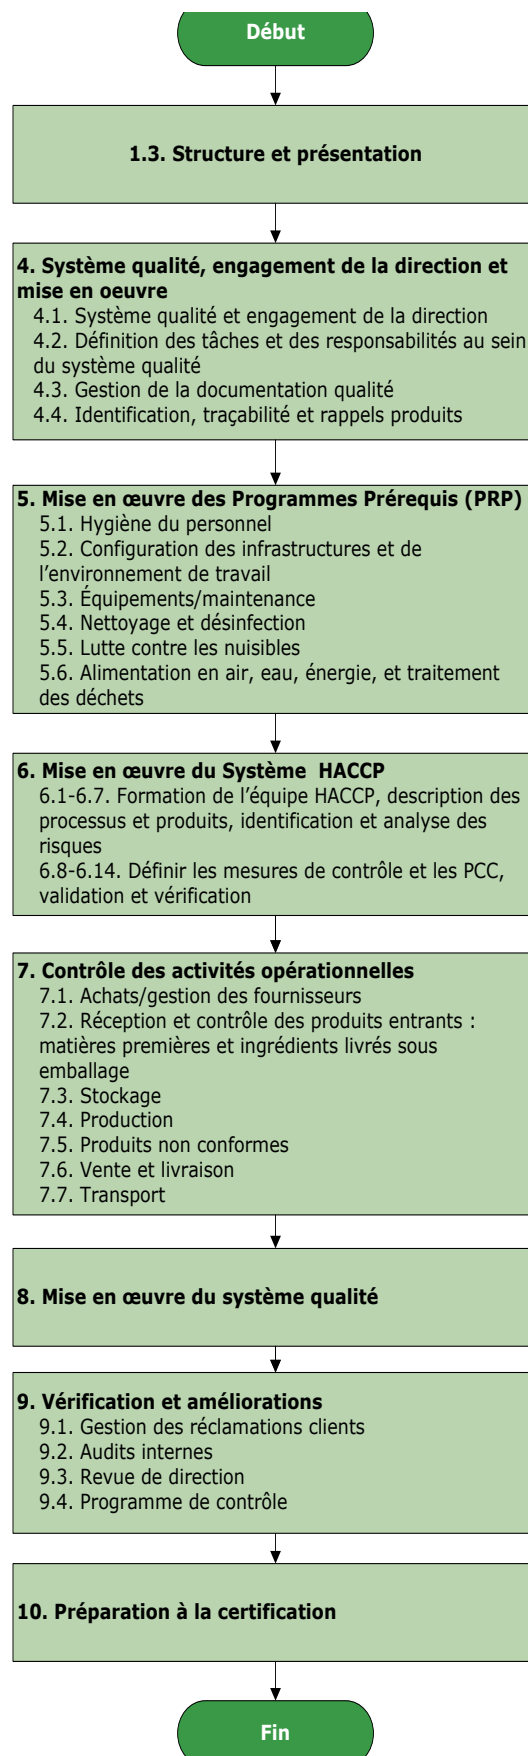 Début
1.3. Structure et présentation
4. Système qualité, engagement de la direction et
mise en oeuvre
4.1. Système qualité et engagement de la direction
4.2. Définition des tâches et des responsabilités au sein
du système qualité
4.3. Gestion de la documentation qualité
4.4. Identification, traçabilité et rappels produits
5. Mise en œuvre des Programmes Prérequis (PRP)
5.1. Hygiène du personnel
5.2. Configuration des infrastructures et de
l’environnement de travail
5.3. Équipements/maintenance
5.4. Nettoyage et désinfection
5.5. Lutte contre les nuisibles
5.6. Alimentation en air, eau, énergie, et traitement
des déchets
6. Mise en œuvre du Système HACCP
6.1-6.7. Formation de l’équipe HACCP, description des
processus et produits, identification et analyse des
risques
6.8-6.14. Définir les mesures de contrôle et les PCC,
validation et vérification
7. Contrôle des activités opérationnelles
7.1. Achats/gestion des fournisseurs
7.2. Réception et contrôle des produits entrants :
matières premières et ingrédients livrés sous
emballage
7.3. Stockage
7.4. Production
7.5. Produits non conformes
7.6. Vente et livraison
7.7. Transport
8. Mise en œuvre du système qualité
9. Vérification et améliorations
9.1. Gestion des réclamations clients
9.2. Audits internes
9.3. Revue de direction
9.4. Programme de contrôle
10. Préparation à la certification
Fin